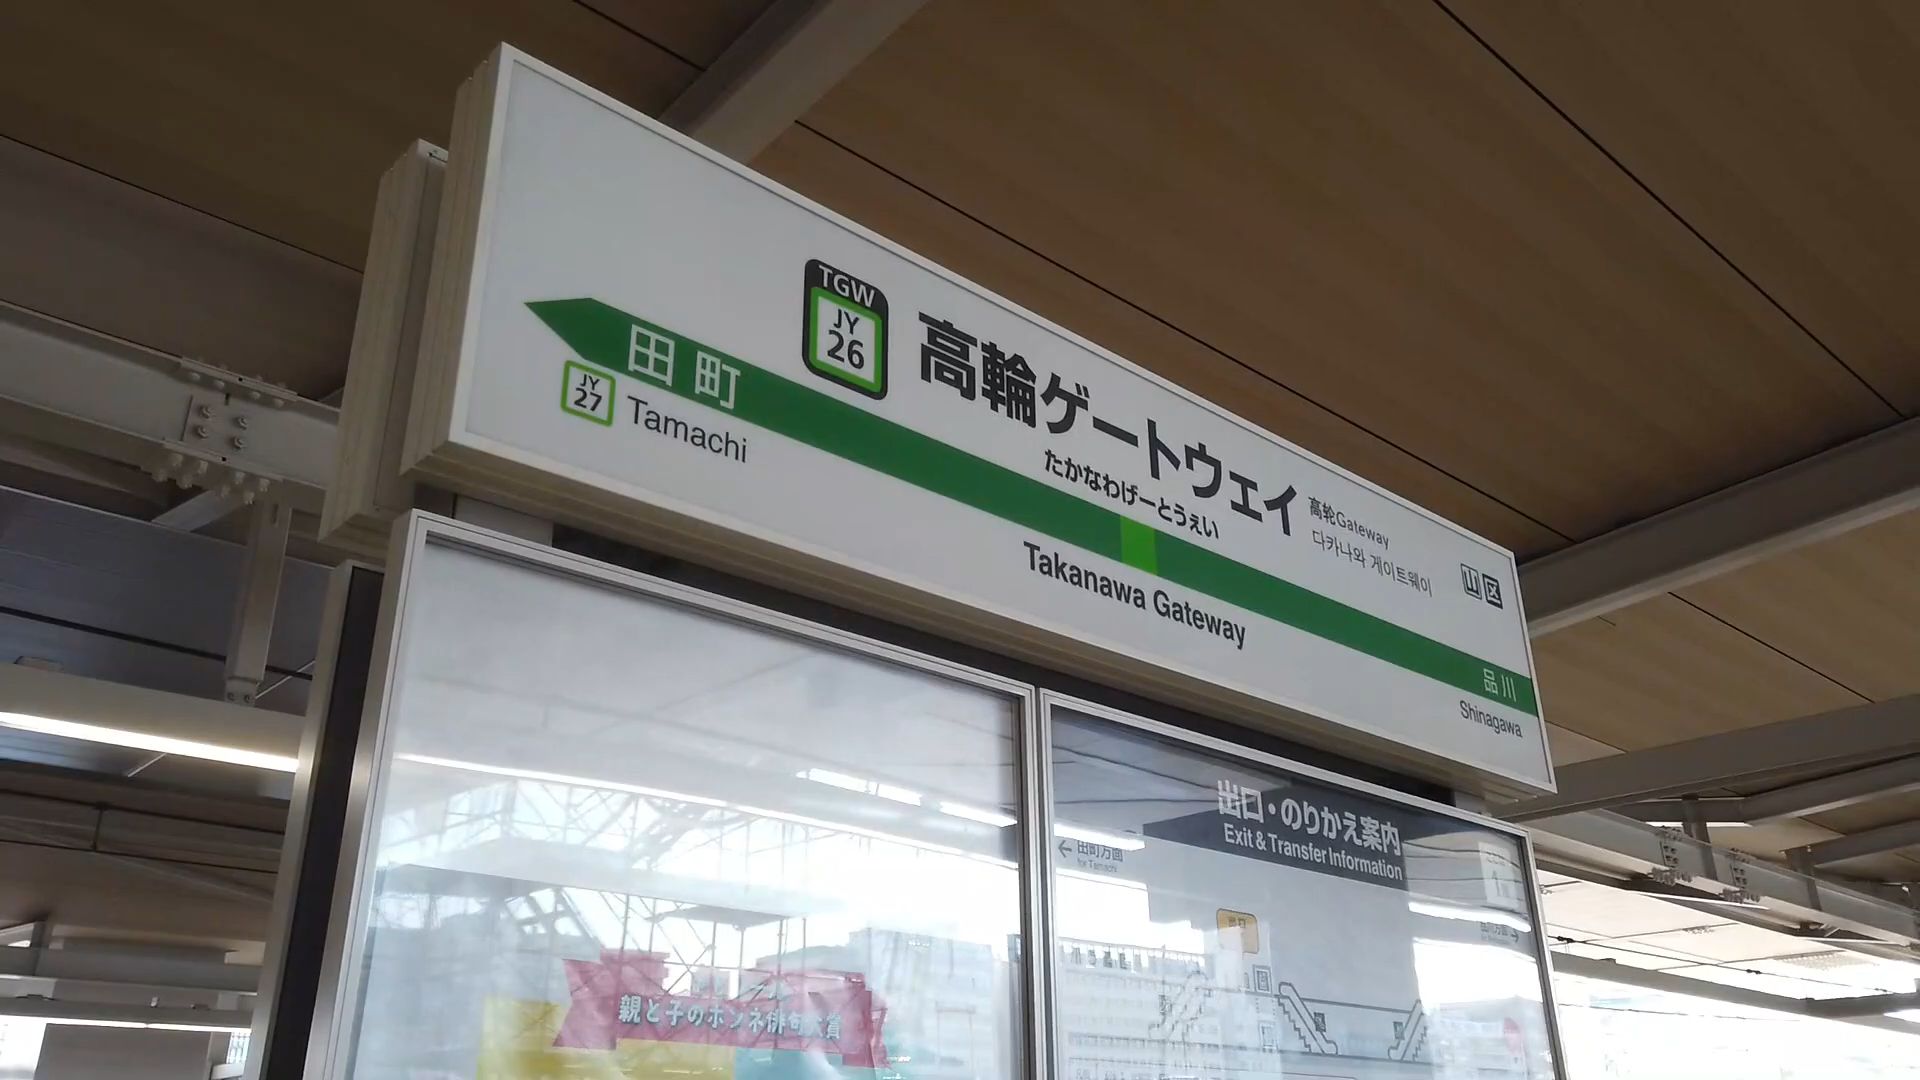 TGW
JY
26
高輪ゲートウェイ
たかなわげーとうぇい
高轮Gateway
다카나와 게이트웨이
山区
田町
JY
27
Tamachi
Takanawa Gateway
品川
Shinagawa
出口・のりかえ案内
Exit & Transfer Information
← 田町方面
for Tamachi
親と子のホンネ俳句大賞